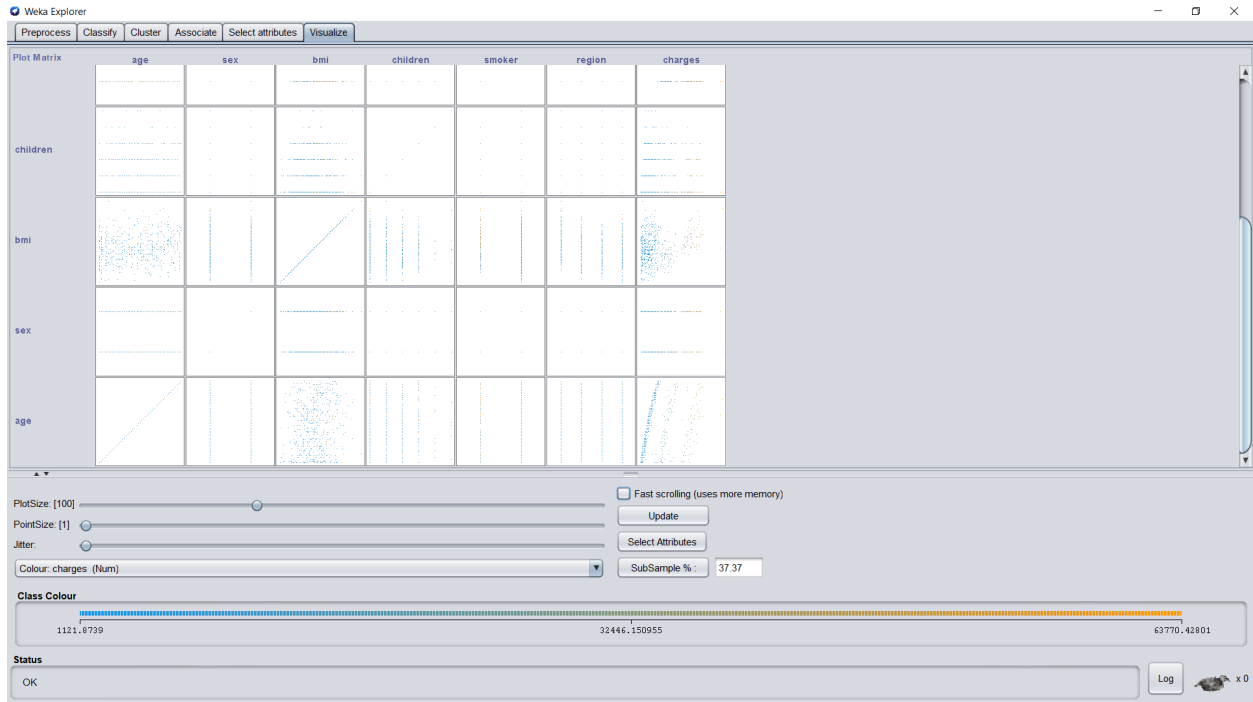 Weka Explorer
Preprocess Classify Cluster Associate Select attributes Visualize
Plot Matrix age sex bmi children smoker region charges
children
bmi
sex
age
PlotSize: [100]
PointSize: [1]
Jitter:
Colour: charges (Num)
Fast scrolling (uses more memory)
Update
Select Attributes
SubSample % : 37.37
Class Colour
1121.8739 32446.150955 63770.42801
Status
OK
Log x 0